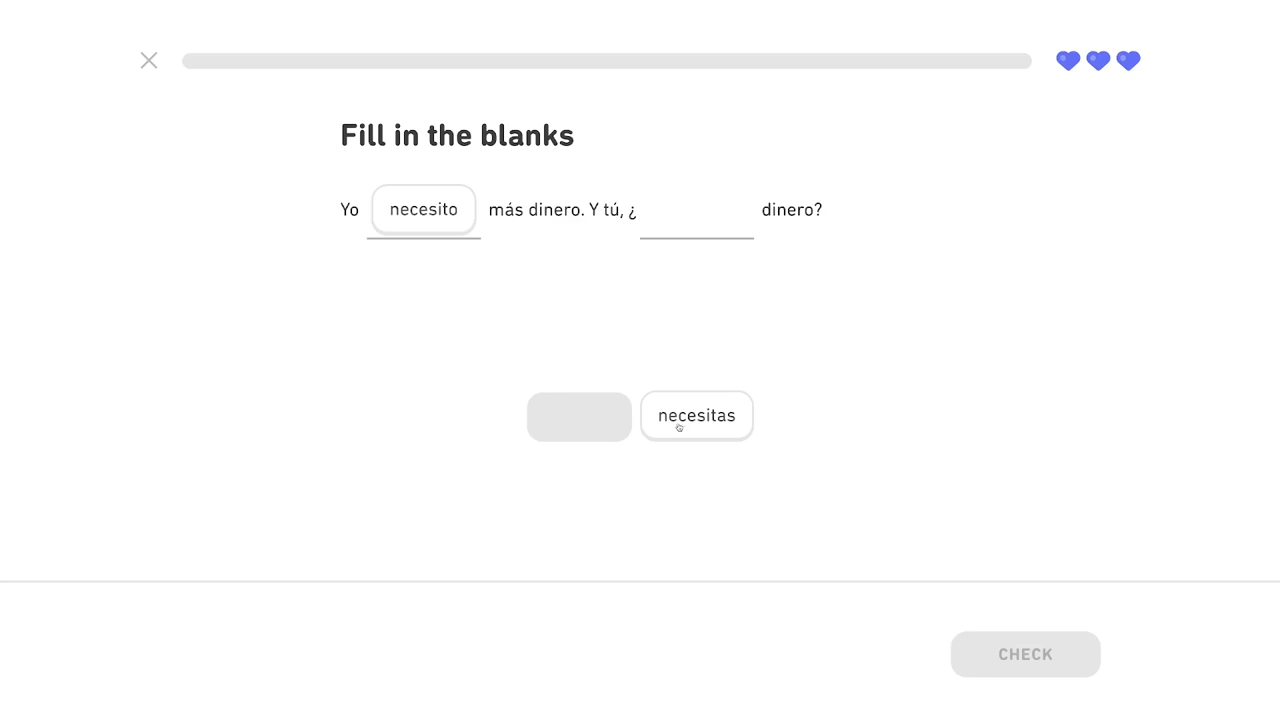 Fill in the blanks
Yo necesito más dinero. Y tú, ¿ dinero?
necesitas
CHECK